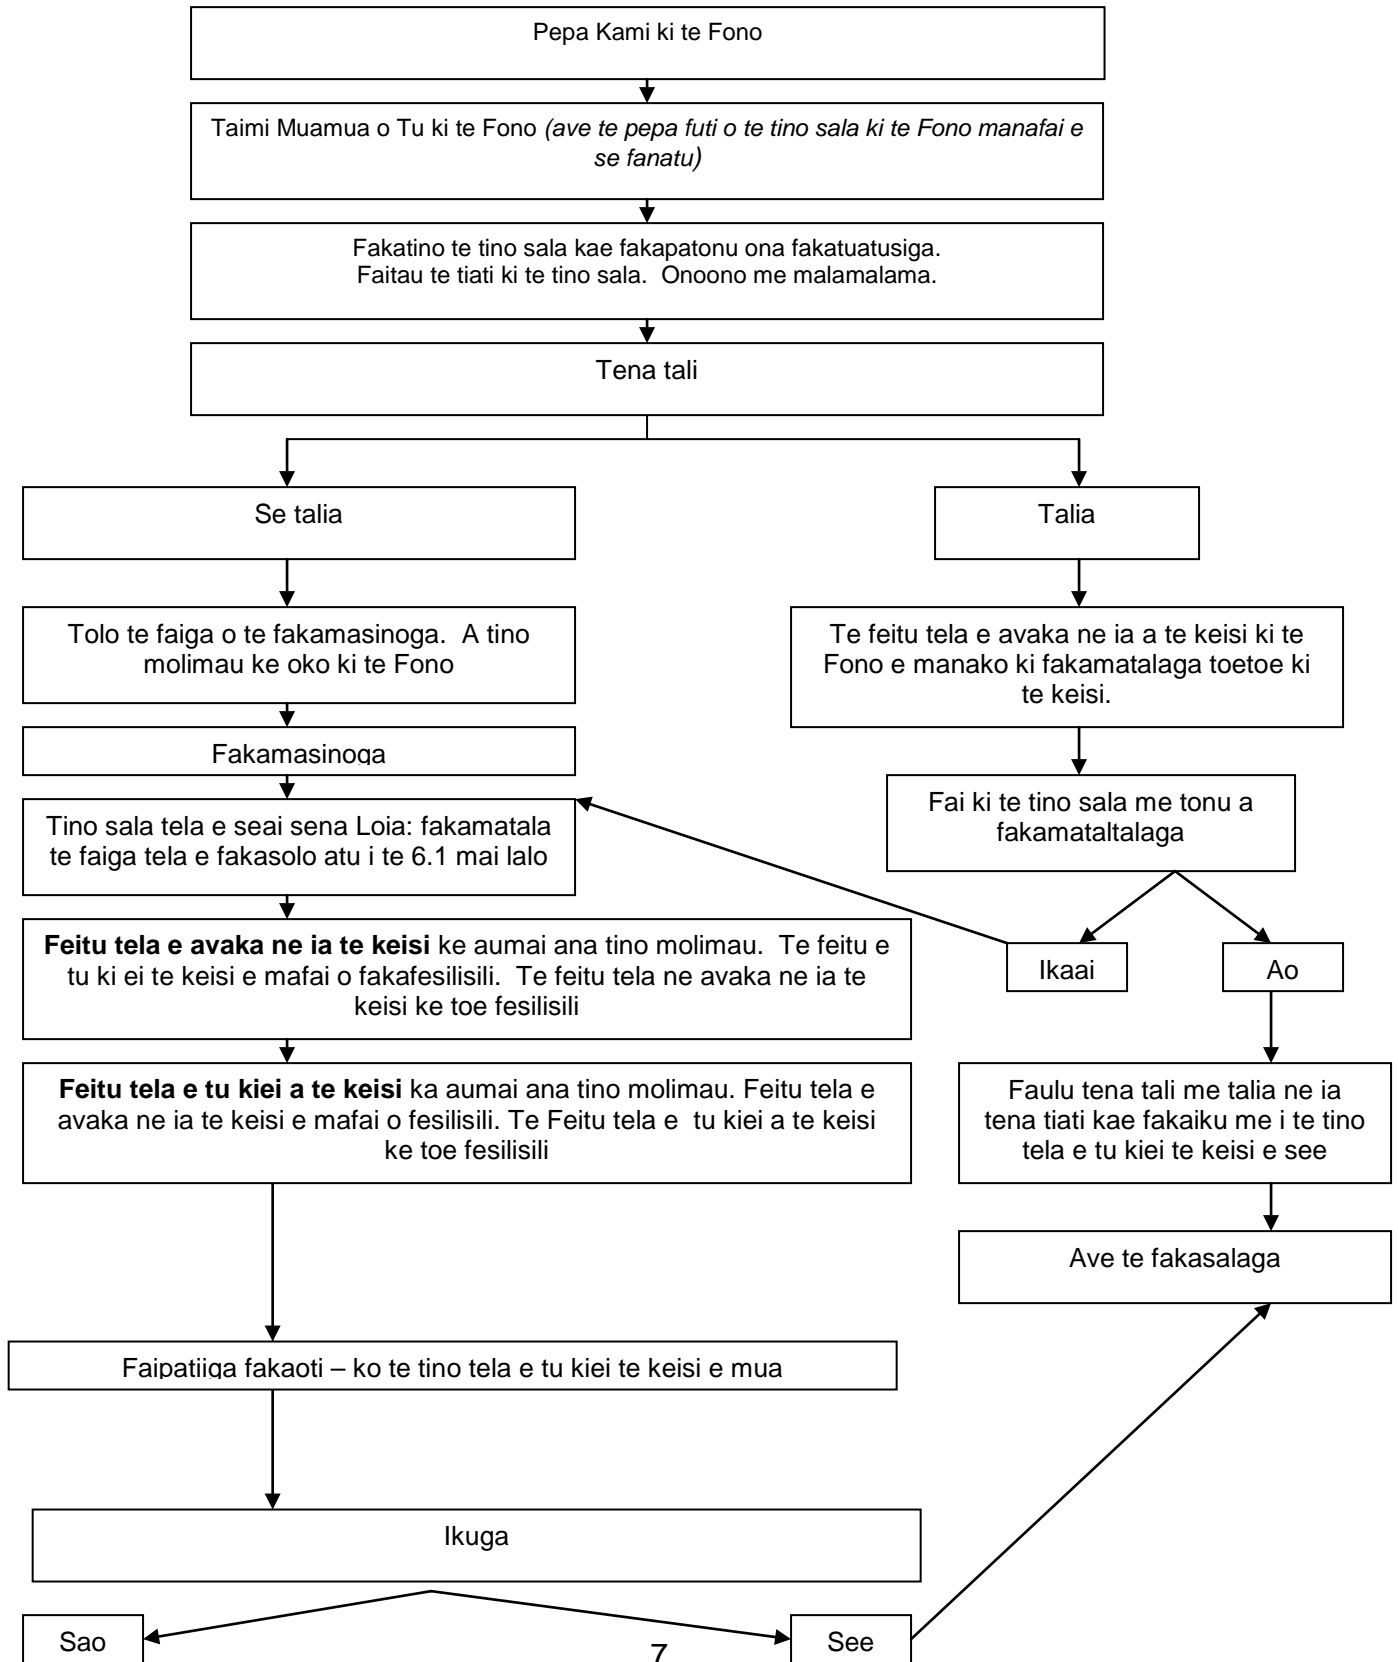 Pepa Kami ki te Fono
Taimi Muamua o Tu ki te Fono (ave te pepa futi o te tino sala ki te Fono manafai e
se fanatu)
Fakatino te tino sala kae fakapatonu ona fakatuatusiga.
Faitau te tiati ki te tino sala.  Onoono me malamalama.
Tena tali
Se talia
Talia
Tolo te faiga o te fakamasinoga.  A tino
molimau ke oko ki te Fono
Te feitu tela e avaka ne ia a te keisi ki te
Fono e manako ki fakamatalaga toetoe ki
te keisi.
Fakamasinoga
Fai ki te tino sala me tonu a
fakamataltalaga
Tino sala tela e seai sena Loia: fakamatala
te faiga tela e fakasolo atu i te 6.1 mai lalo
Ikaai
Ao
Feitu tela e avaka ne ia te keisi ke aumai ana tino molimau.  Te feitu e
tu ki ei te keisi e mafai o fakafesilisili.  Te feitu tela ne avaka ne ia te
keisi ke toe fesilisili
Feitu tela e tu kiei a te keisi ka aumai ana tino molimau. Feitu tela e
avaka ne ia te keisi e mafai o fesilisili. Te Feitu tela e  tu kiei a te keisi
ke toe fesilisili
Faulu tena tali me talia ne ia
tena tiati kae fakaiku me i te tino
tela e tu kiei te keisi e see
Ave te fakasalaga
Faipatiiga fakaoti – ko te tino tela e tu kiei te keisi e mua
Ikuga
Sao
See
7